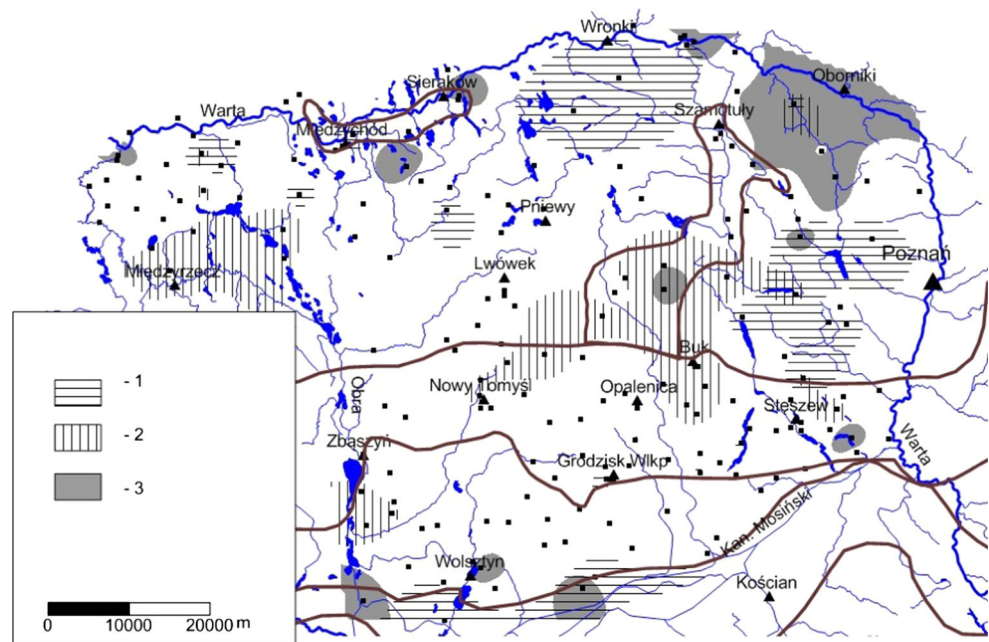 Wronki
Oborniki
Sieraków
Warta
Szamotuły
Międzychód
Pniewy
Poznań
Lwówek
Międzyrzecz
Buk
- 1
Obra
Nowy Tomyśl
Opalenica
Stęszew
- 2
Zbąszyń
Warta
Grodzisk Wlkp
- 3
Kan. Mosiński
Wolsztyn
Kościan
0 10000 20000 m